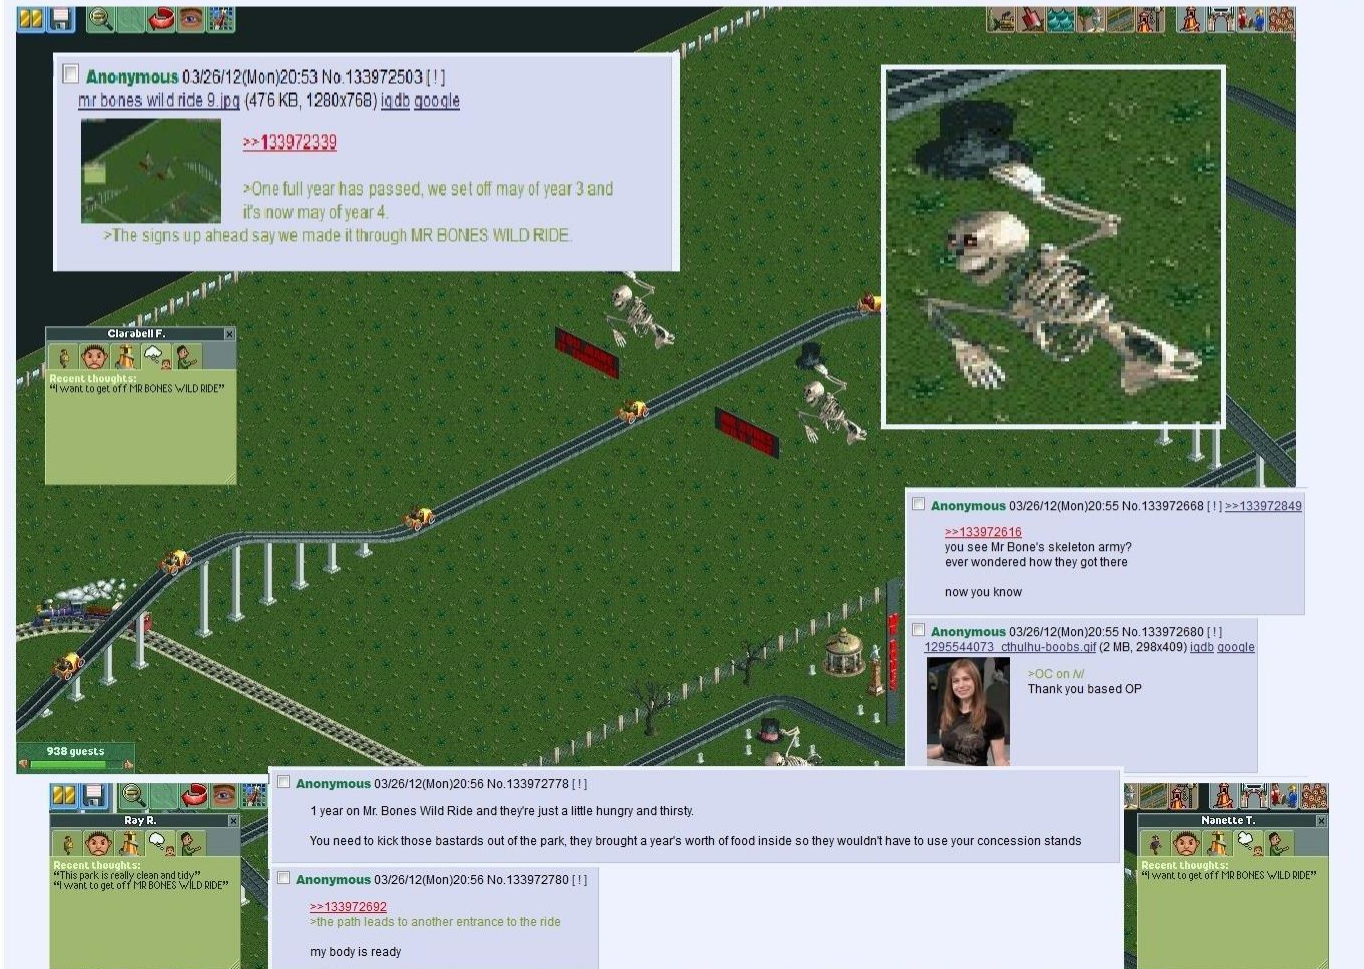 Anonymous 03/26/12(Mon)20:53 No.133972503 [ ! ]
mr bones wild ride 9.jpg (476 KB, 1280x768) iqdb google
>>133972339
>One full year has passed, we set off may of year 3 and
it's now may of year 4.
>The signs up ahead say we made it through MR BONES WILD RIDE.
Clarabell F.
Recent thoughts:
"I want to get off MR BONES WILD RIDE"
Anonymous 03/26/12(Mon)20:55 No.133972668 [ ! ] >>133972849
>>133972616
you see Mr Bone's skeleton army?
ever wondered how they got there
now you know
Anonymous 03/26/12(Mon)20:55 No.133972680 [ ! ]
1295544073_cthulhu-boobs.gif (2 MB, 298x409) iqdb google
>OC on /v/
Thank you based OP
938 guests
Anonymous 03/26/12(Mon)20:56 No.133972778 [ ! ]
1 year on Mr. Bones Wild Ride and they're just a little hungry and thirsty.
You need to kick those bastards out of the park, they brought a year's worth of food inside so they wouldn't have to use your concession stands
Ray R.
Recent thoughts:
"This park is really clean and tidy"
"I want to get off MR BONES WILD RIDE"
Anonymous 03/26/12(Mon)20:56 No.133972780 [ ! ]
>>133972692
>the path leads to another entrance to the ride
my body is ready
Nanette T.
Recent thoughts:
"I want to get off MR BONES WILD RIDE"